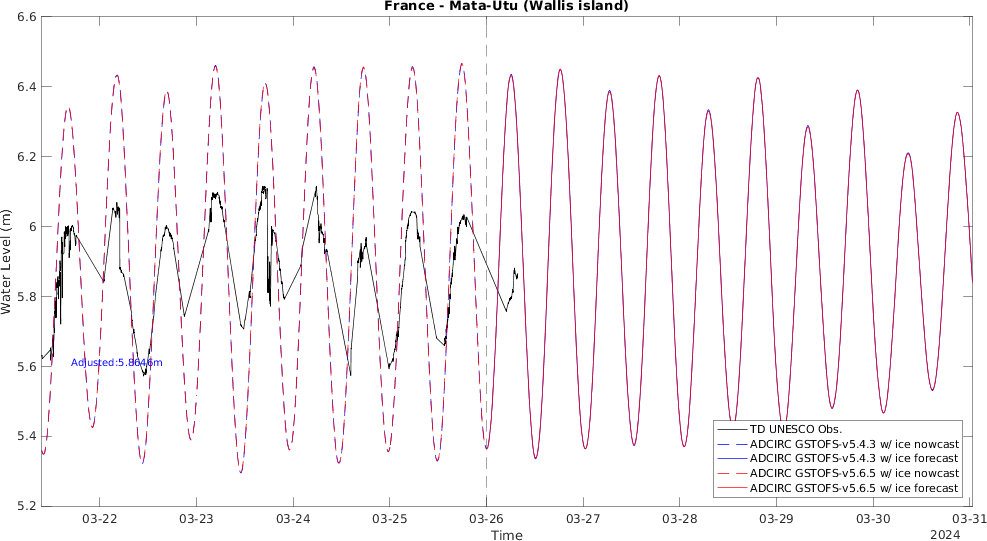 France - Mata-Utu (Wallis island)
6.6
6.4
6.2
6
5.8
5.6
5.4
5.2
Water Level (m)
Adjusted:5.8646m
TD UNESCO Obs.
ADCIRC GSTOFS-v5.4.3 w/ ice nowcast
ADCIRC GSTOFS-v5.4.3 w/ ice forecast
ADCIRC GSTOFS-v5.6.5 w/ ice nowcast
ADCIRC GSTOFS-v5.6.5 w/ ice forecast
03-22 03-23 03-24 03-25 03-26 03-27 03-28 03-29 03-30 03-31
Time
2024